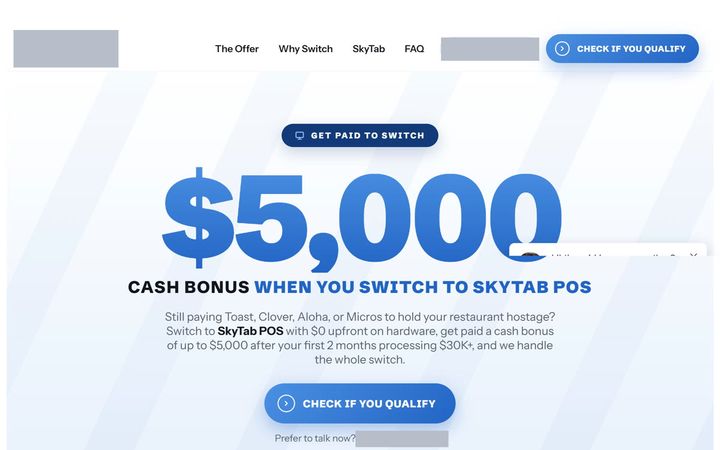 The Offer Why Switch SkyTab FAQ CHECK IF YOU QUALIFY
GET PAID TO SWITCH
$5,000
CASH BONUS WHEN YOU SWITCH TO SKYTAB POS
Still paying Toast, Clover, Aloha, or Micros to hold your restaurant hostage?
Switch to SkyTab POS with $0 upfront on hardware, get paid a cash bonus
of up to $5,000 after your first 2 months processing $30K+, and we handle
the whole switch.
CHECK IF YOU QUALIFY
Prefer to talk now?